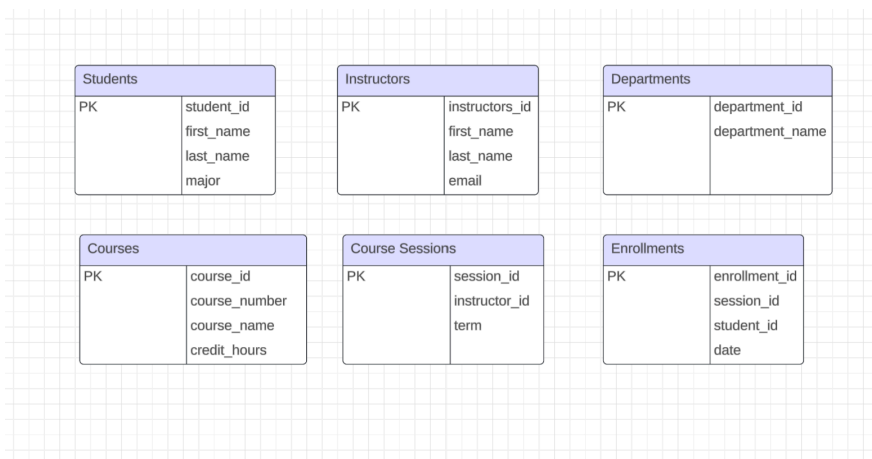 Students
PK student_id
first_name
last_name
major
Instructors
PK instructors_id
first_name
last_name
email
Departments
PK department_id
department_name
Courses
PK course_id
course_number
course_name
credit_hours
Course Sessions
PK session_id
instructor_id
term
Enrollments
PK enrollment_id
session_id
student_id
date